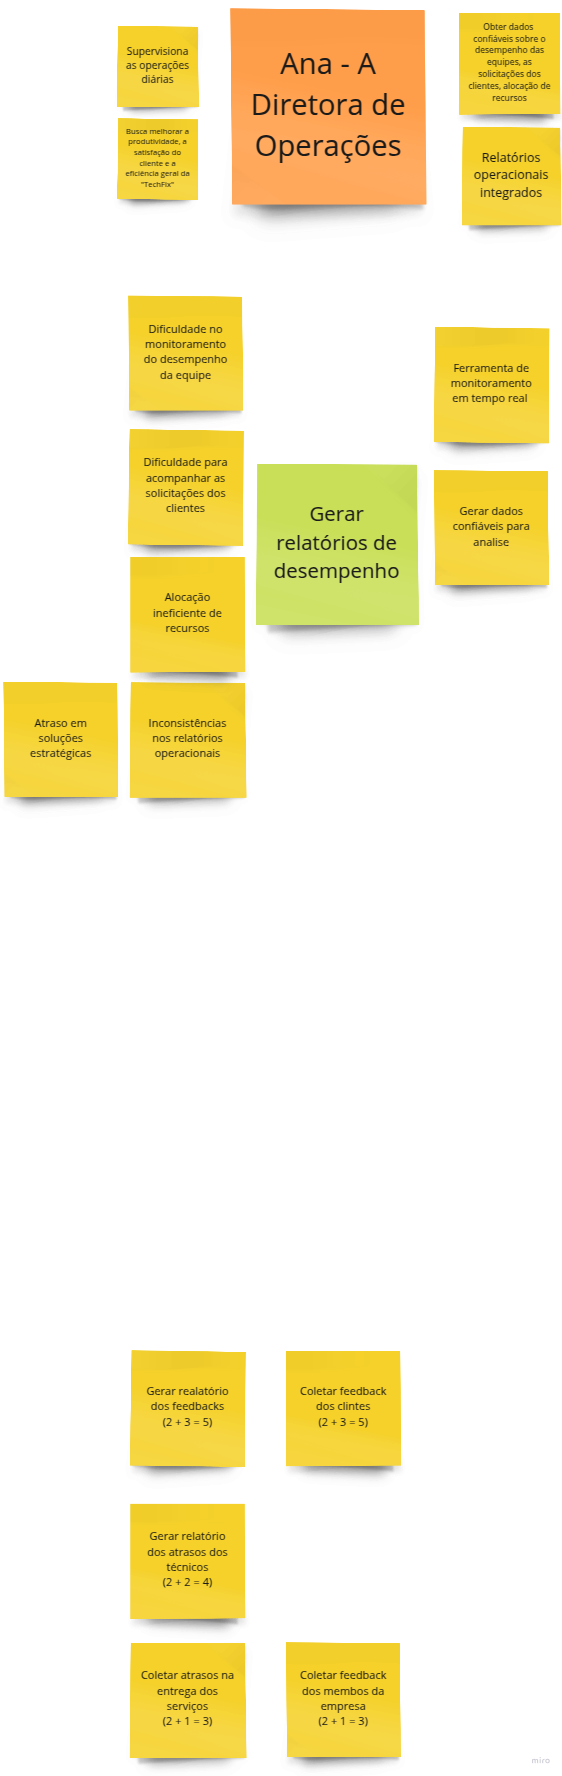 Supervisiona
as operações
diárias
Busca melhorar a
produtividade, a
satisfação do
cliente e a
eficiência geral da
"TechFix"
Ana - A
Diretora de
Operações
Obter dados
confiáveis sobre o
desempenho das
equipes, as
solicitações dos
clientes, alocação de
recursos
Relatórios
operacionais
integrados
Dificuldade no
monitoramento
do desempenho
da equipe
Dificuldade para
acompanhar as
solicitações dos
clientes
Alocação
ineficiente de
recursos
Atraso em
soluções
estratégicas
Inconsistências
nos relatórios
operacionais
Gerar
relatórios de
desempenho
Ferramenta de
monitoramento
em tempo real
Gerar dados
confiáveis para
analise
Gerar realatório
dos feedbacks
(2 + 3 = 5)
Coletar feedback
dos clintes
(2 + 3 = 5)
Gerar relatório
dos atrasos dos
técnicos
(2 + 2 = 4)
Coletar atrasos na
entrega dos
serviços
(2 + 1 = 3)
Coletar feedback
dos membos da
empresa
(2 + 1 = 3)
miro